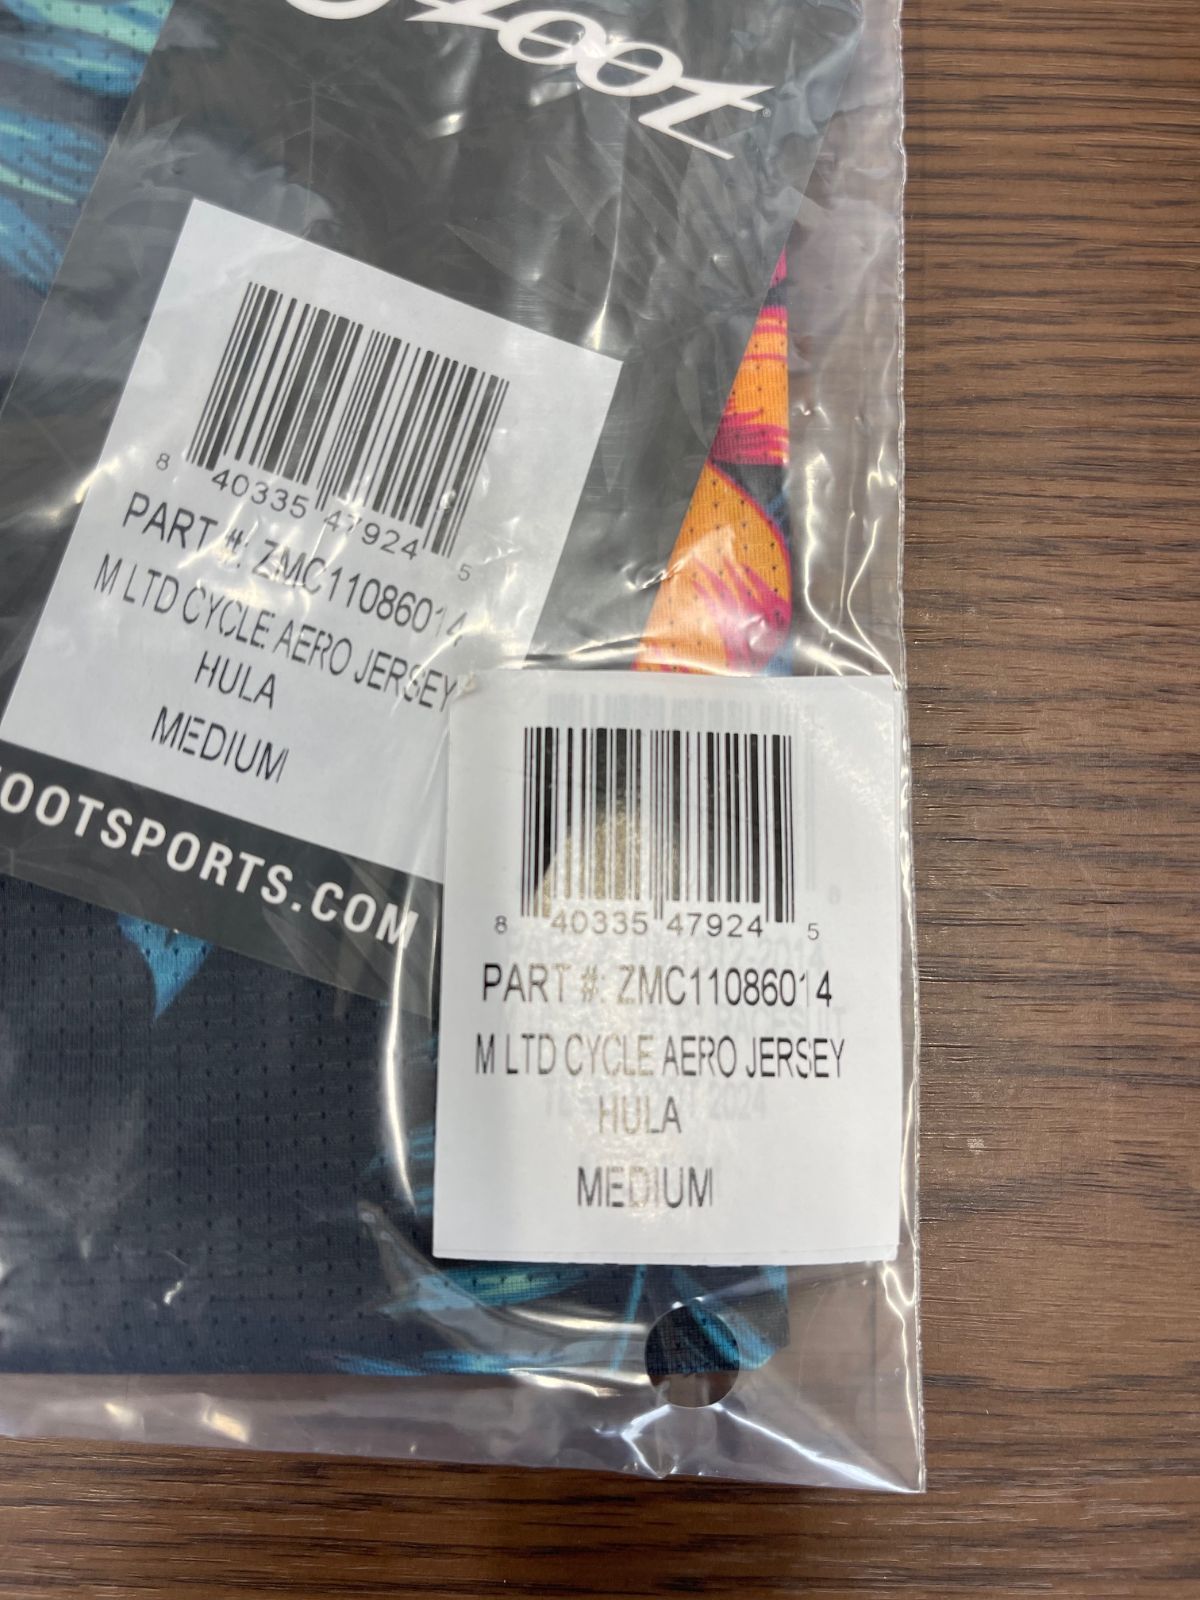 Zoot
8 40335 47924 5
PART #: ZMC11086014
M LTD CYCLE AERO JERSEY
HULA
MEDIUM
OOTSPORTS.COM
8 40335 47924 5
PART #: ZMC11086014
M LTD CYCLE AERO JERSEY
HULA
MEDIUM